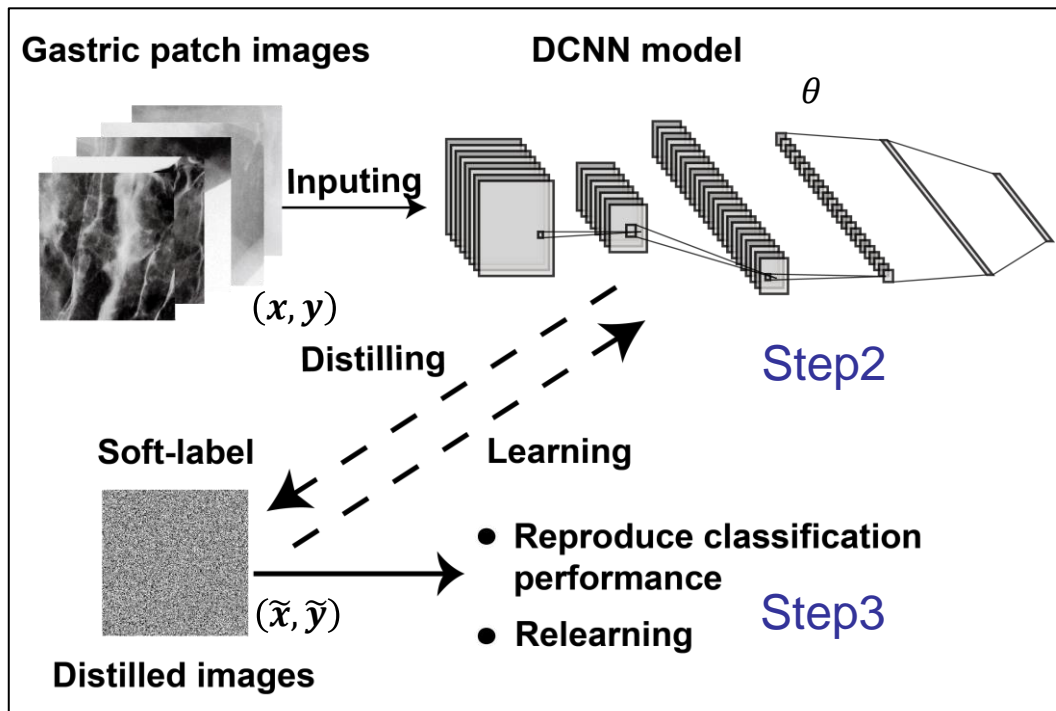 Gastric patch images
DCNN model
θ
Inputing
(x, y)
Distilling
Step2
Soft-label
Learning
• Reproduce classification
performance
(x̃, ỹ)
Step3
• Relearning
Distilled images